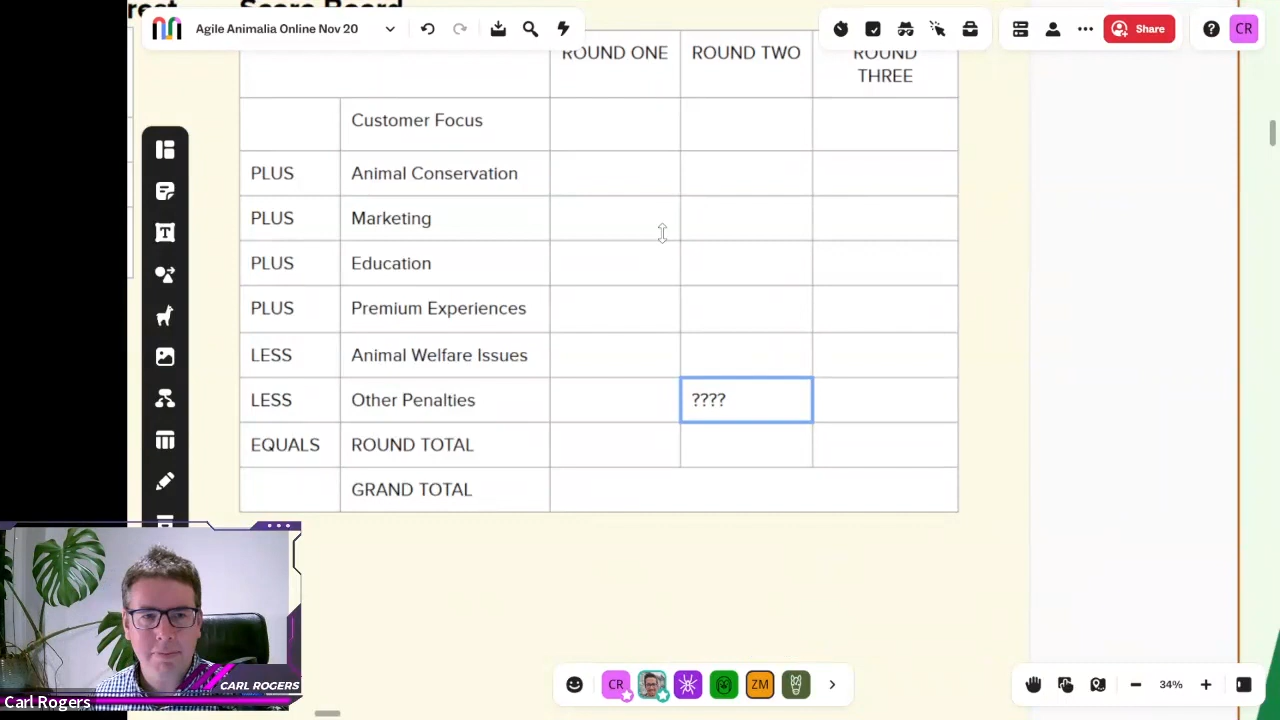 Score Board
Agile Animalia Online Nov 20
Share
CR
ROUND ONE
ROUND TWO
ROUND THREE
Customer Focus
PLUS Animal Conservation
PLUS Marketing
PLUS Education
PLUS Premium Experiences
LESS Animal Welfare Issues
LESS Other Penalties ????
EQUALS ROUND TOTAL
GRAND TOTAL
CARL ROGERS
Carl Rogers
CR
ZM
34%